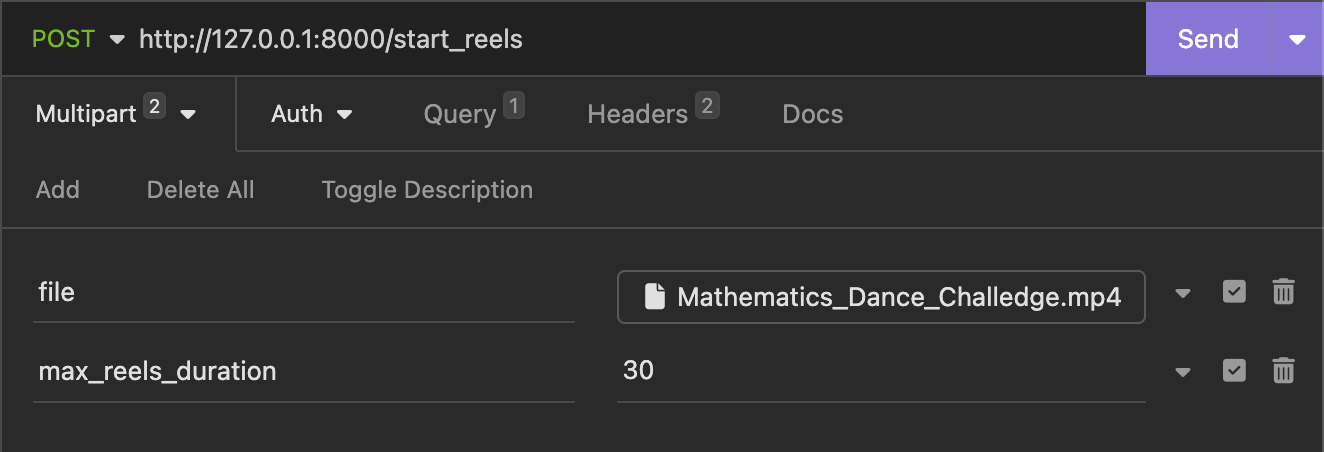 POST http://127.0.0.1:8000/start_reels Send
Multipart 2 Auth Query 1 Headers 2 Docs
Add Delete All Toggle Description
file Mathematics_Dance_Challedge.mp4
max_reels_duration 30